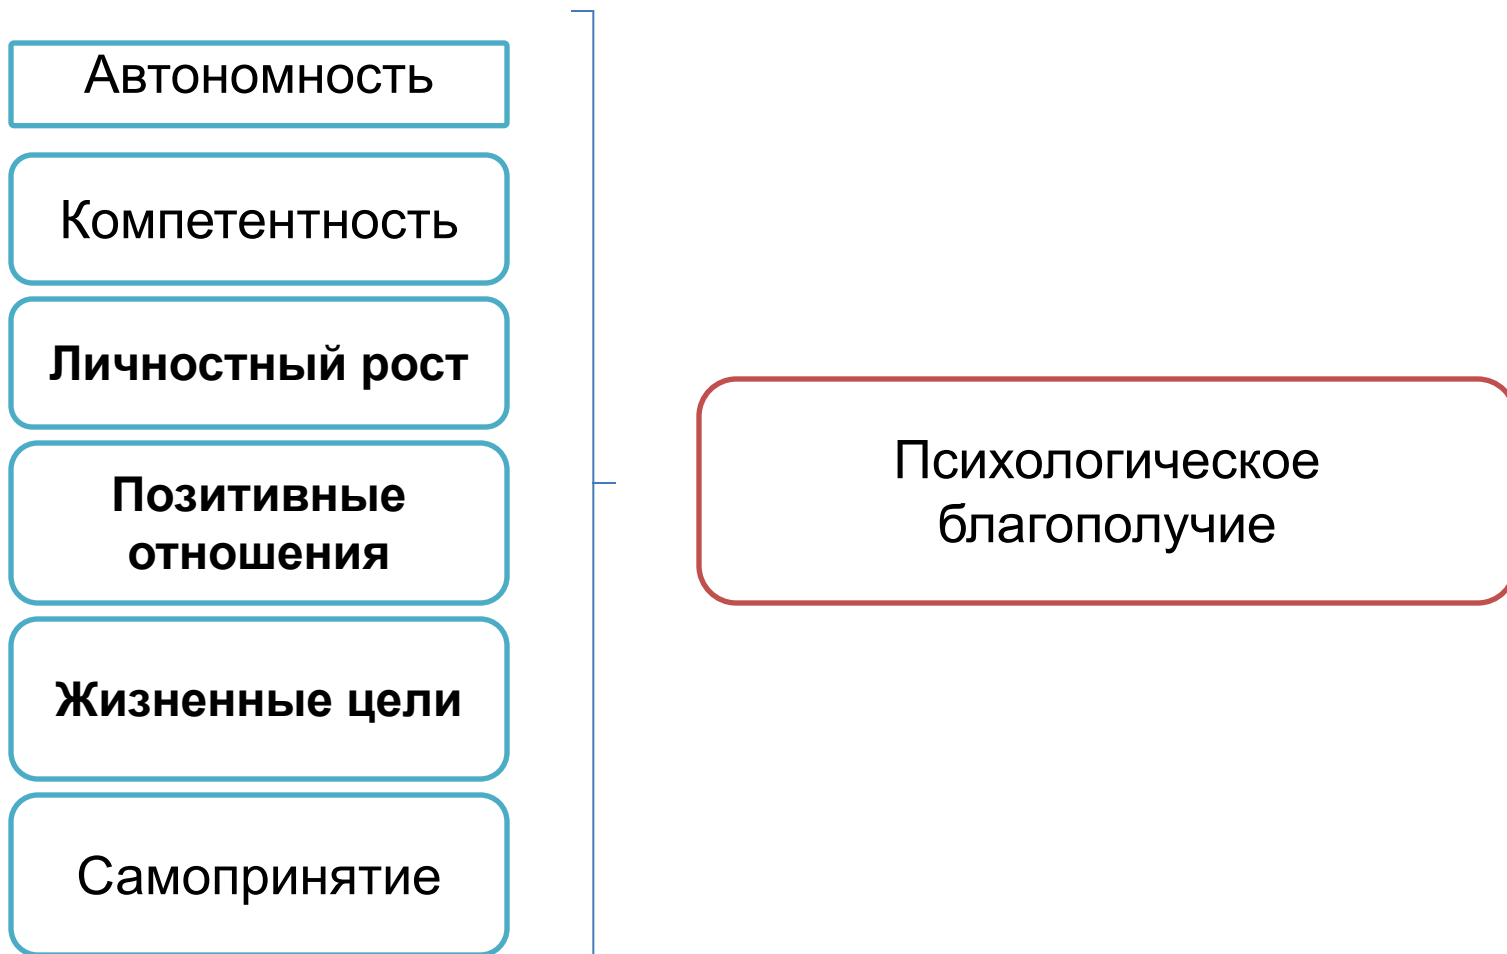 Автономность
Компетентность
Личностный рост
Позитивные
отношения
Жизненные цели
Самопринятие
Психологическое
благополучие